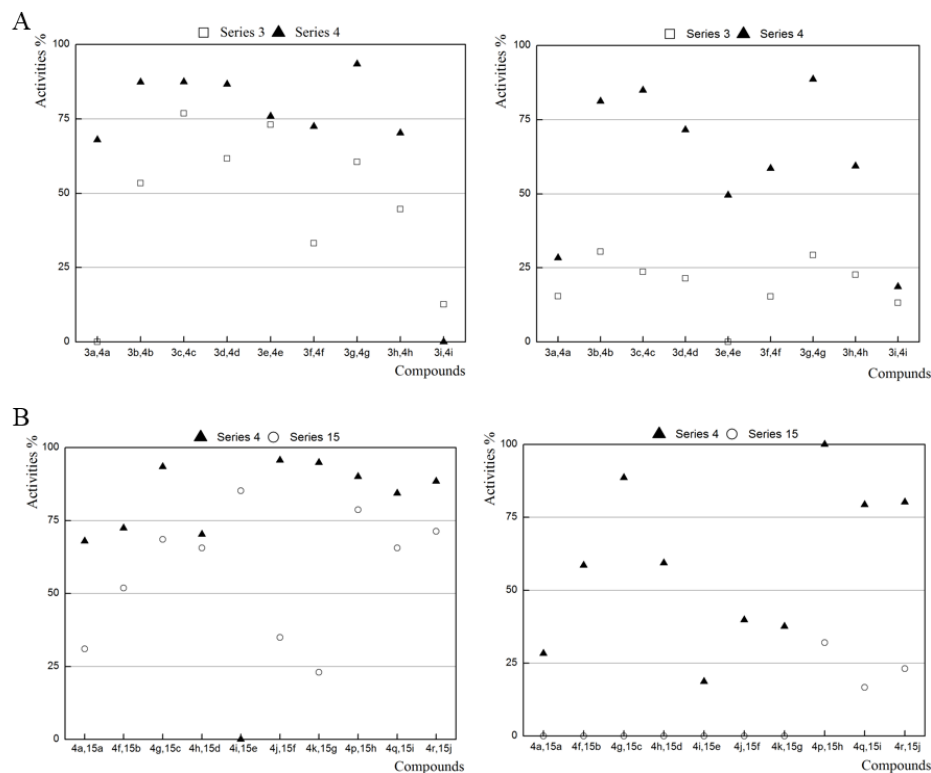 A
Series 3 Series 4
Activities %
100
75
50
25
0
3a,4a 3b,4b 3c,4c 3d,4d 3e,4e 3f,4f 3g,4g 3h,4h 3i,4i
Compounds
Series 3 Series 4
Activities %
100
75
50
25
0
3a,4a 3b,4b 3c,4c 3d,4d 3e,4e 3f,4f 3g,4g 3h,4h 3i,4i
Compounds
B
Series 4 Series 15
Activities %
100
75
50
25
0
4a,15a 4f,15b 4g,15c 4h,15d 4i,15e 4j,15f 4k,15g 4p,15h 4q,15i 4r,15j
Compounds
Series 4 Series 15
Activities %
100
75
50
25
0
4a,15a 4f,15b 4g,15c 4h,15d 4i,15e 4j,15f 4k,15g 4p,15h 4q,15i 4r,15j
Compounds